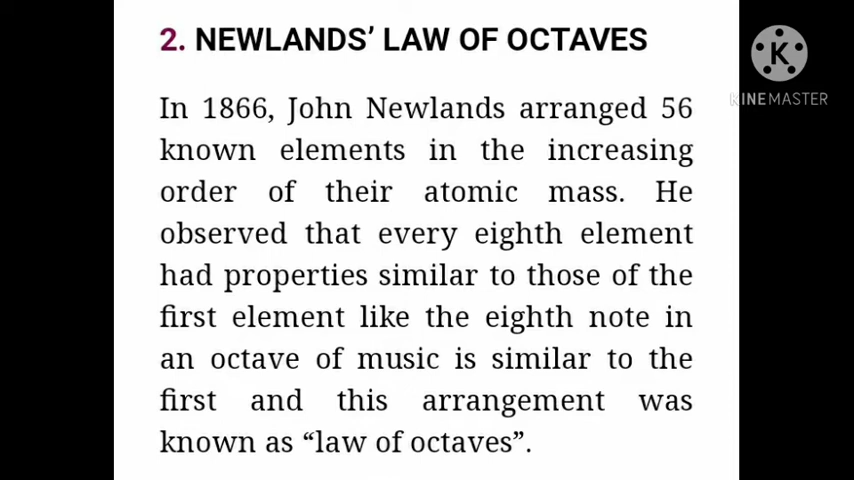 2. NEWLANDS’ LAW OF OCTAVES
In 1866, John Newlands arranged 56
known elements in the increasing
order of their atomic mass. He
observed that every eighth element
had properties similar to those of the
first element like the eighth note in
an octave of music is similar to the
first and this arrangement was
known as “law of octaves”.
K
KINEMASTER